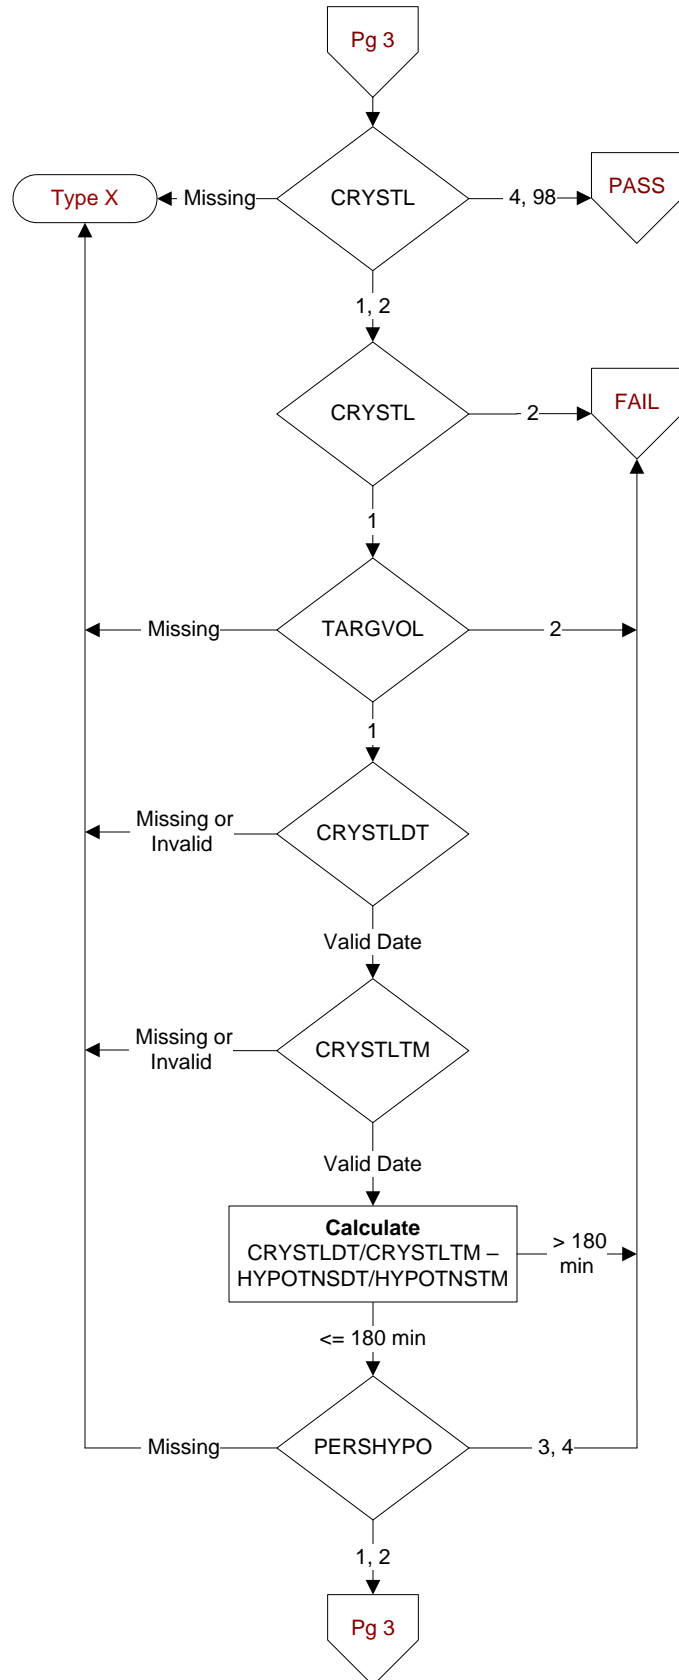 Pg 3
Type X
Missing
CRYSTL
4, 98
PASS
1, 2
CRYSTL
2
FAIL
1
Missing
TARGVOL
2
1
Missing or
Invalid
CRYSTLDT
Valid Date
Missing or
Invalid
CRYSTLTM
Valid Date
Calculate
CRYSTLDT/CRYSTLTM –
HYPOTNSDT/HYPOTNSTM
> 180
min
<= 180 min
Missing
PERSHYPO
3, 4
1, 2
Pg 3